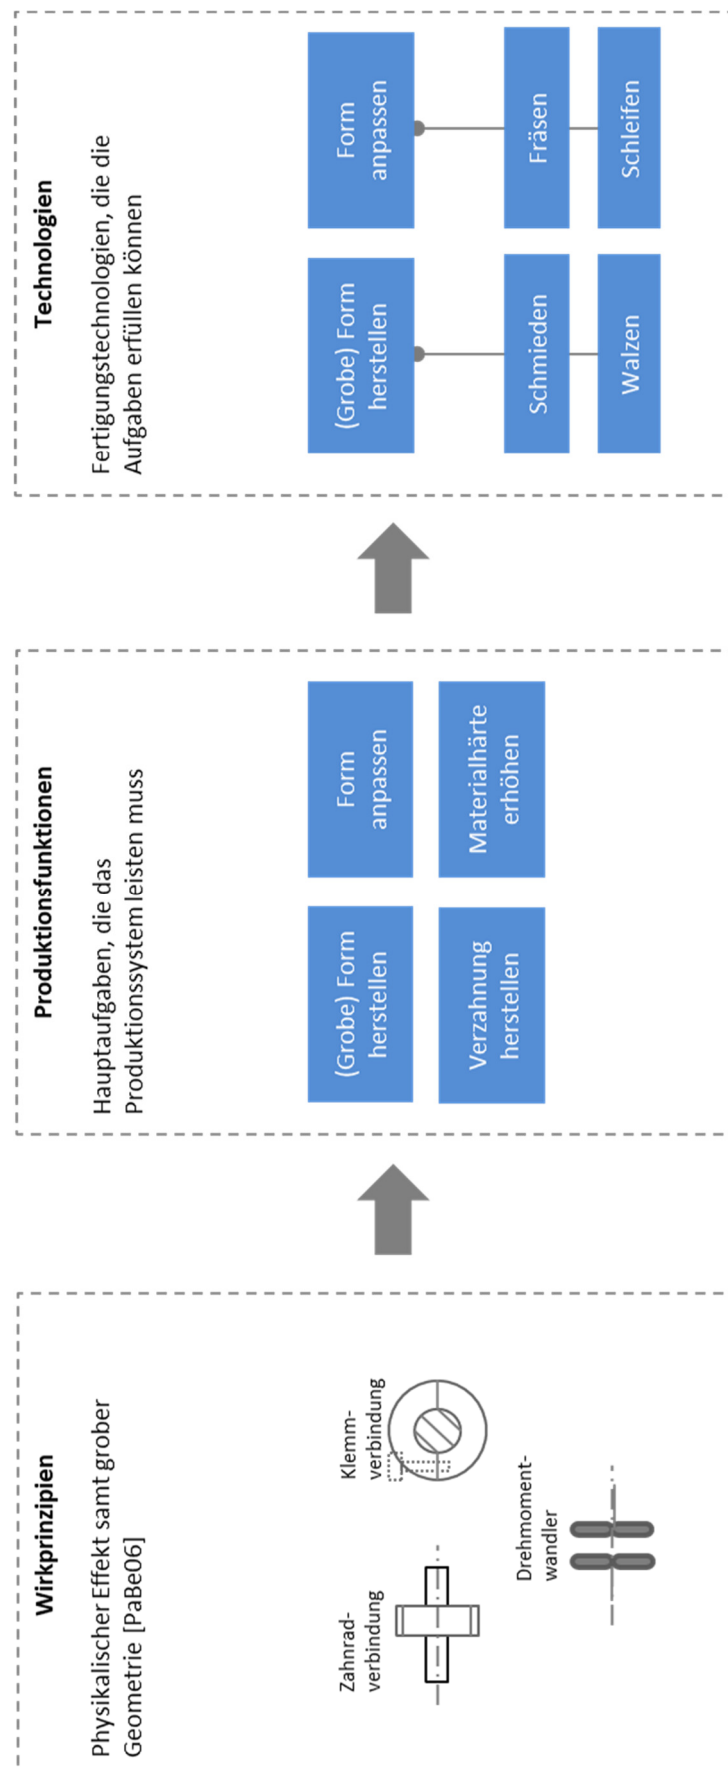 Wirkprinzipien
Physikalischer Effekt samt grober
Geometrie [PaBe06]
Zahnrad-
verbindung
Klemm-
verbindung
Drehmoment-
wandler
Produktionsfunktionen
Hauptaufgaben, die das
Produktionssystem leisten muss
(Grobe) Form
herstellen
Form
anpassen
Verzahnung
herstellen
Materialhärte
erhöhen
Technologien
Fertigungstechnologien, die die
Aufgaben erfüllen können
(Grobe) Form
herstellen
Form
anpassen
Schmieden
Fräsen
Walzen
Schleifen